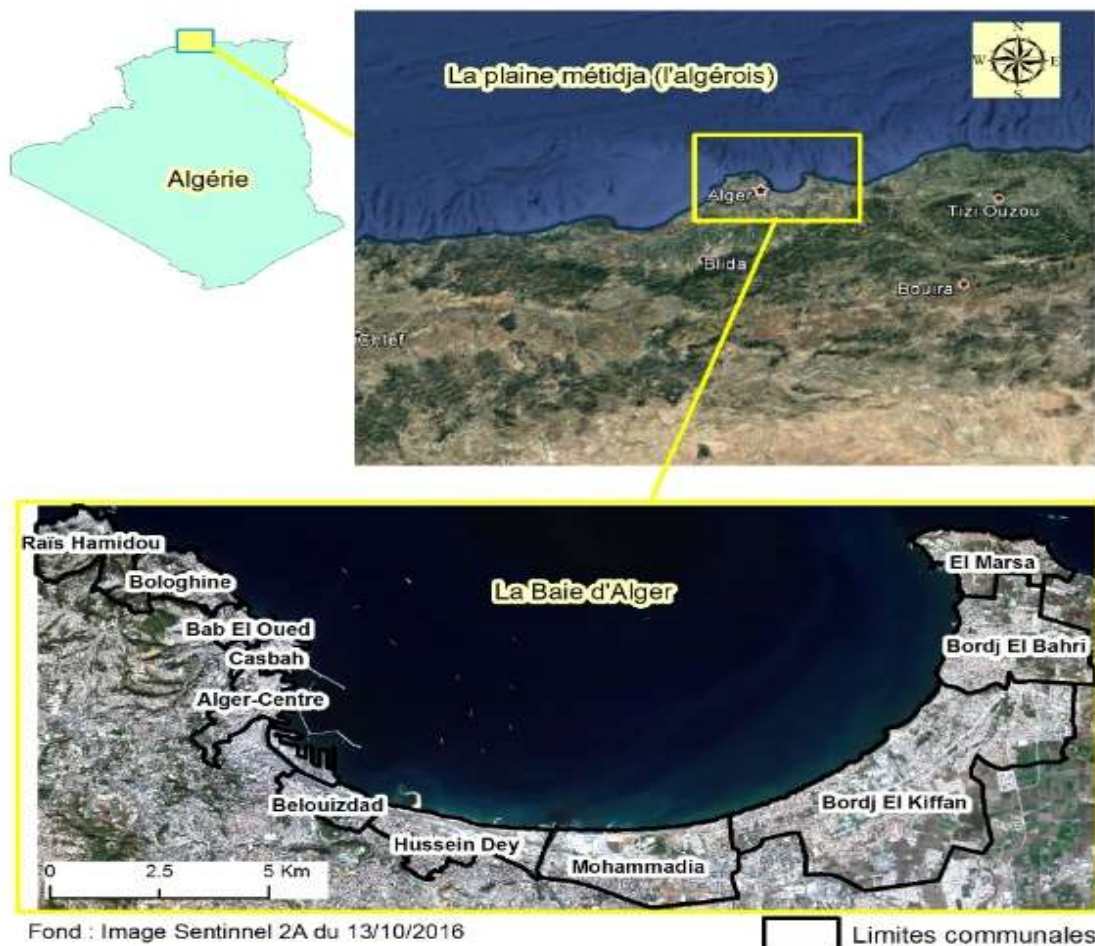 La plaine métidja (l'algérois)
N
W
E
S
Algérie
Alger
Tizi Ouzou
Blida
Bouira
Chlef
Raïs Hamidou
Bologhine
Bab El Oued
Casbah
Alger-Centre
Belouizdad
Hussein Dey
Mohammadia
La Baie d'Alger
El Marsa
Bordj El Bahri
Bordj El Kiffan
0 2.5 5 Km
Fond : Image Sentinnel 2A du 13/10/2016
Limites communales